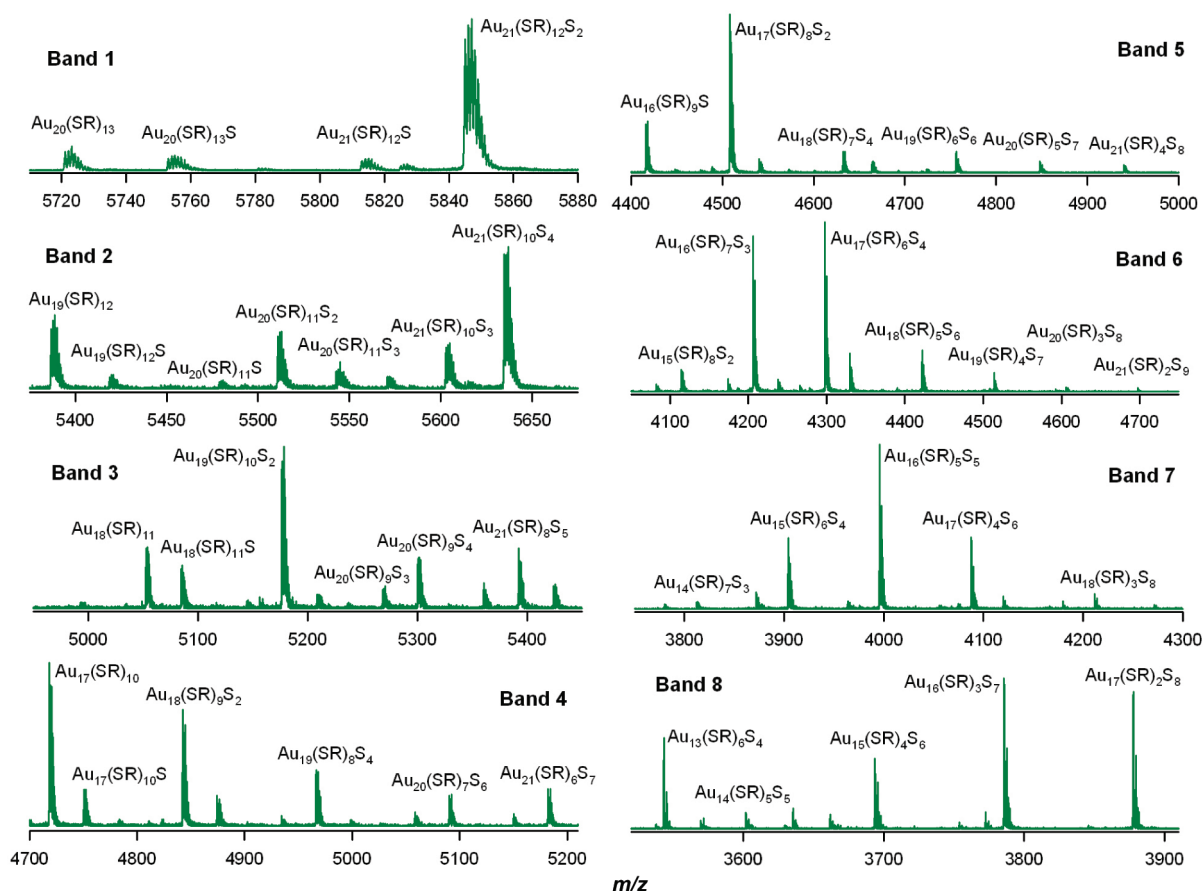 Band 1
Au₂₀(SR)₁₃
Au₂₀(SR)₁₃S
Au₂₁(SR)₁₂S
Au₂₁(SR)₁₂S₂
5720 5740 5760 5780 5800 5820 5840 5860 5880
Band 2
Au₁₉(SR)₁₂
Au₁₉(SR)₁₂S
Au₂₀(SR)₁₁S
Au₂₀(SR)₁₁S₂
Au₂₀(SR)₁₁S₃
Au₂₁(SR)₁₀S₃
Au₂₁(SR)₁₀S₄
5400 5450 5500 5550 5600 5650
Band 3
Au₁₈(SR)₁₁
Au₁₈(SR)₁₁S
Au₁₉(SR)₁₀S₂
Au₂₀(SR)₉S₃
Au₂₀(SR)₉S₄
Au₂₁(SR)₈S₅
5000 5100 5200 5300 5400
Band 4
Au₁₇(SR)₁₀
Au₁₇(SR)₁₀S
Au₁₈(SR)₉S₂
Au₁₉(SR)₈S₄
Au₂₀(SR)₇S₆
Au₂₁(SR)₆S₇
4700 4800 4900 5000 5100 5200
Band 5
Au₁₆(SR)₉S
Au₁₇(SR)₈S₂
Au₁₈(SR)₇S₄
Au₁₉(SR)₆S₆
Au₂₀(SR)₅S₇
Au₂₁(SR)₄S₈
4400 4500 4600 4700 4800 4900 5000
Band 6
Au₁₅(SR)₈S₂
Au₁₆(SR)₇S₃
Au₁₇(SR)₆S₄
Au₁₈(SR)₅S₆
Au₁₉(SR)₄S₇
Au₂₀(SR)₃S₈
Au₂₁(SR)₂S₉
4100 4200 4300 4400 4500 4600 4700
Band 7
Au₁₄(SR)₇S₃
Au₁₅(SR)₆S₄
Au₁₆(SR)₅S₅
Au₁₇(SR)₄S₆
Au₁₈(SR)₃S₈
3800 3900 4000 4100 4200 4300
Band 8
Au₁₃(SR)₆S₄
Au₁₄(SR)₅S₅
Au₁₅(SR)₄S₆
Au₁₆(SR)₃S₇
Au₁₇(SR)₂S₈
3600 3700 3800 3900
m/z